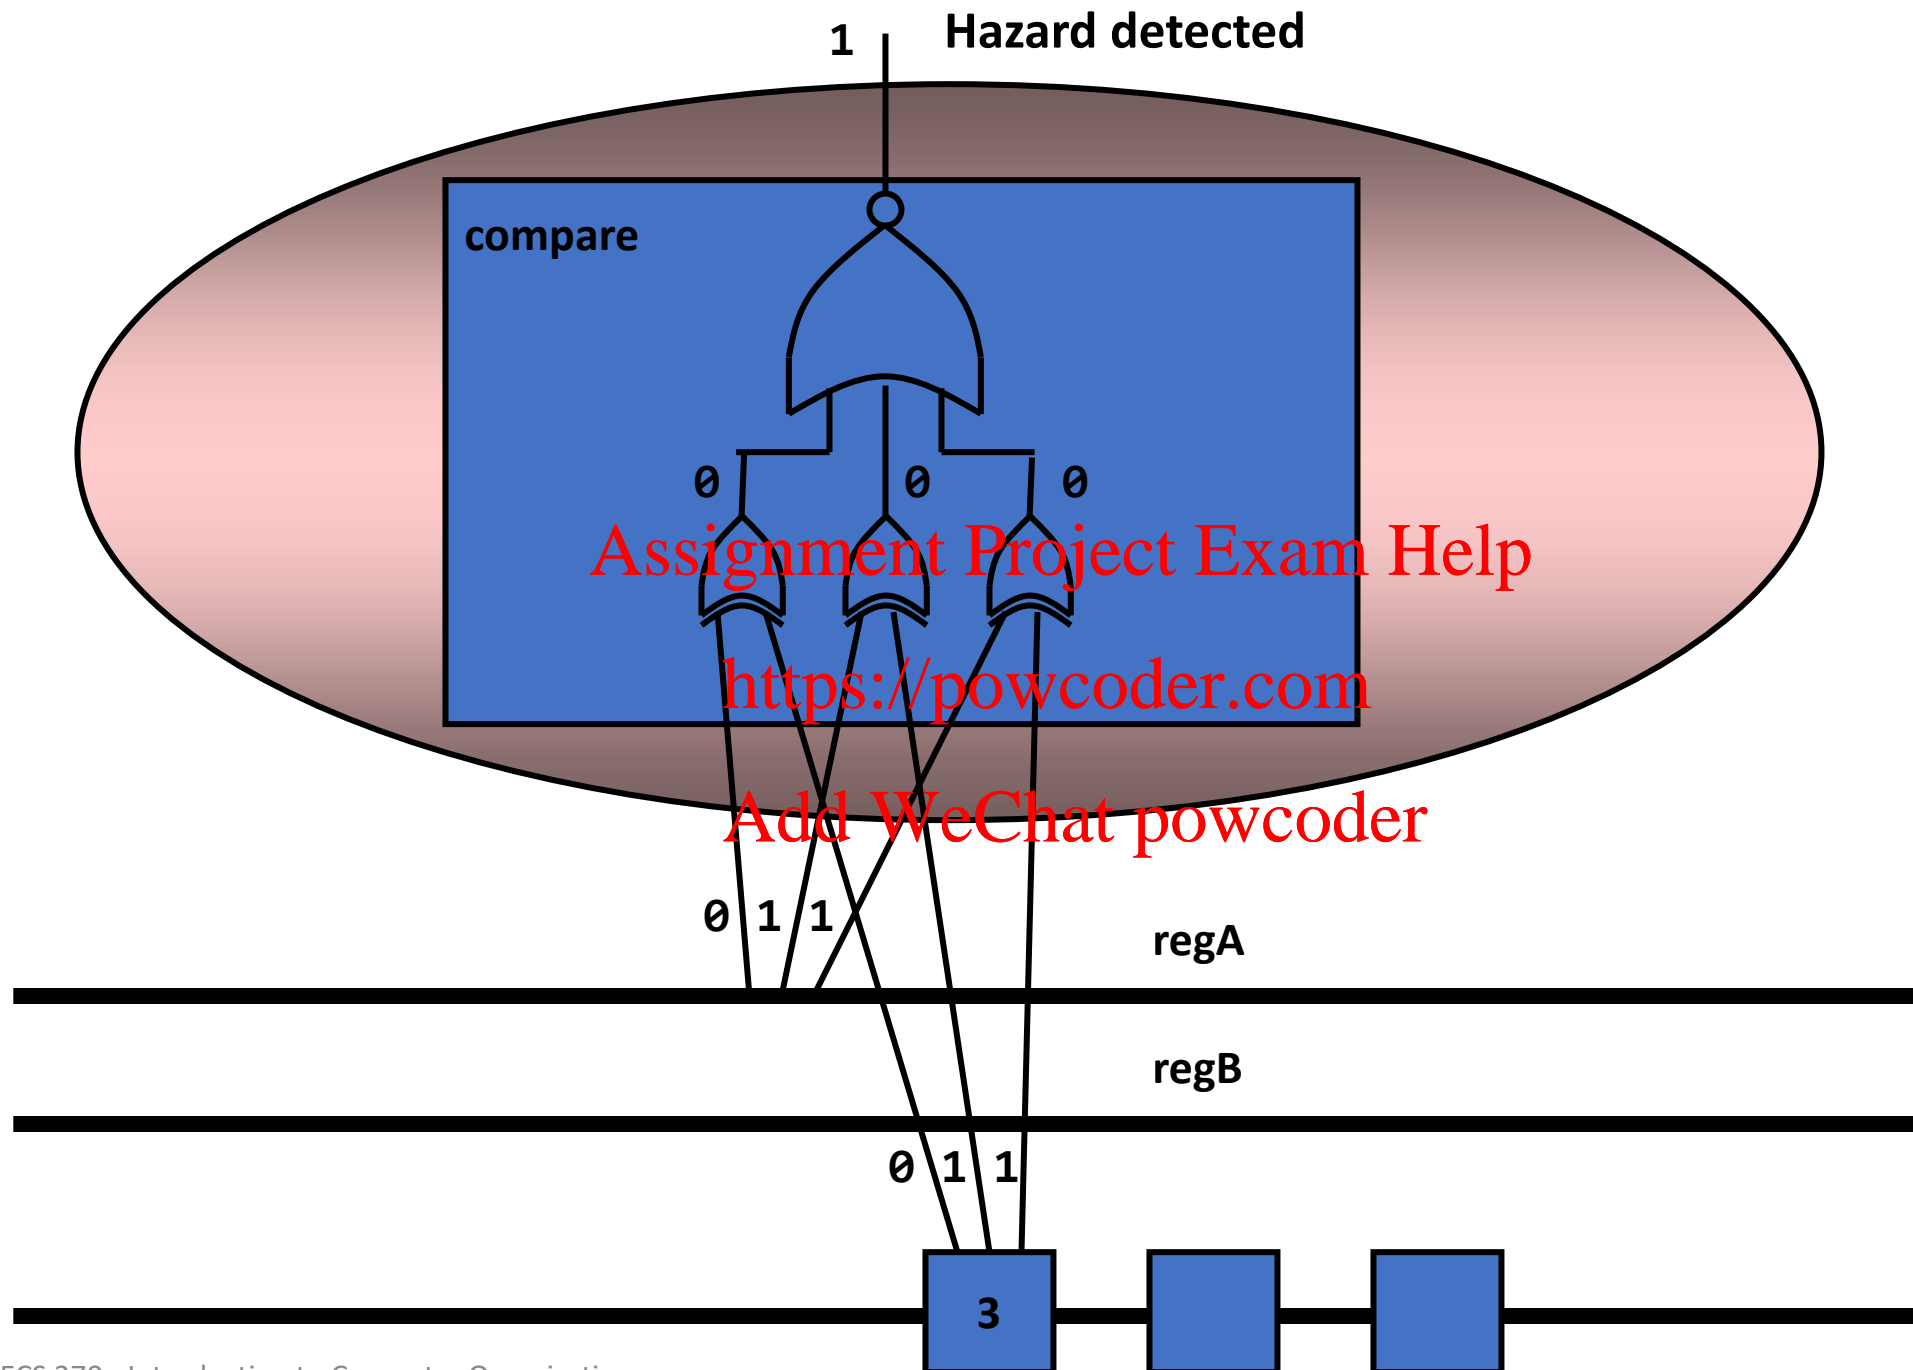 1 Hazard detected
compare
0 0 0
Assignment Project Exam Help
https://powcoder.com
Add WeChat powcoder
0 1 1
regA
regB
0 1 1
3